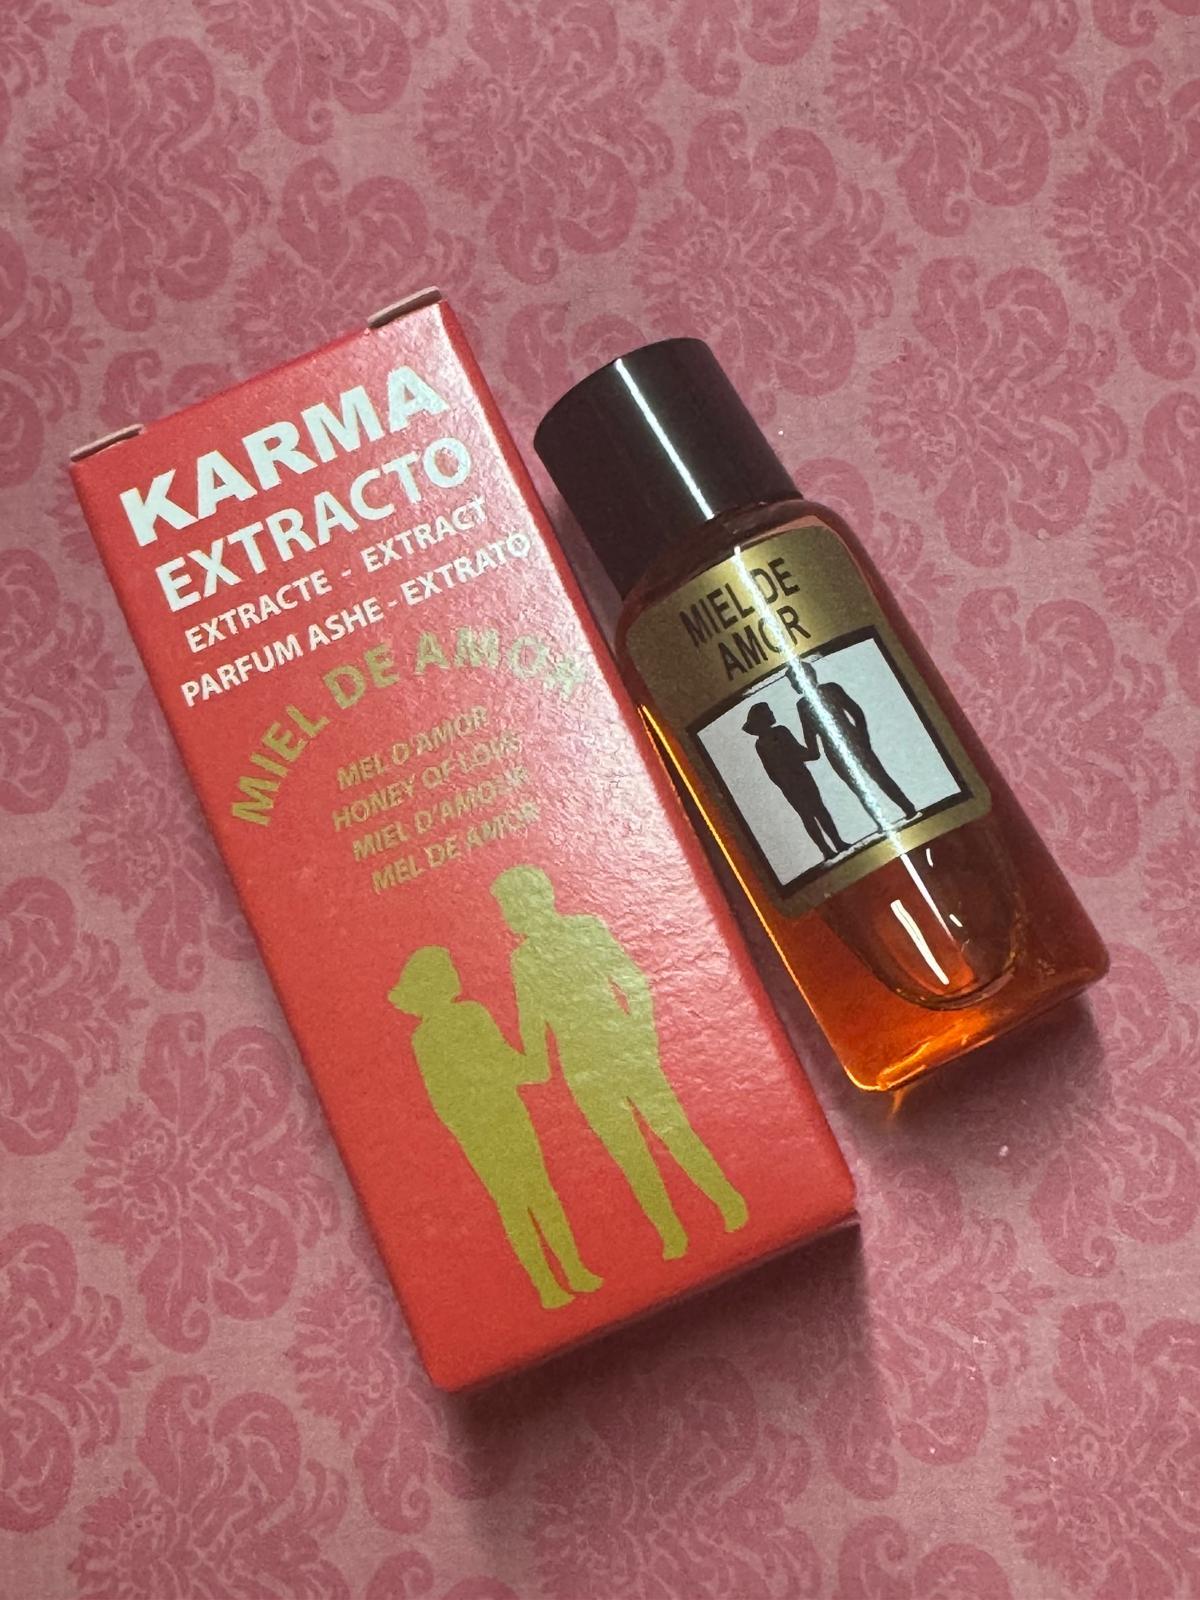 KARMA
EXTRACTO
EXTRACTE - EXTRACT
PARFUM ASHE - EXTRATO
MIEL DE AMOR
MEL D'AMOR
HONEY OF LOVE
MIEL D'AMOUR
MEL DE AMOR
MIEL DE
AMOR